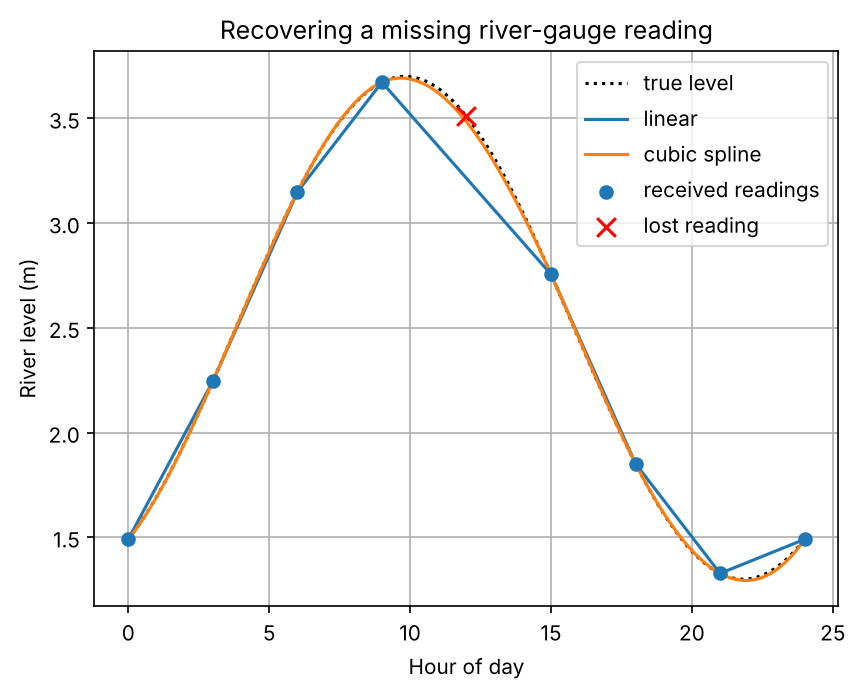 Recovering a missing river-gauge reading
true level
linear
cubic spline
received readings
lost reading
River level (m)
3.5
3.0
2.5
2.0
1.5
0 5 10 15 20 25
Hour of day